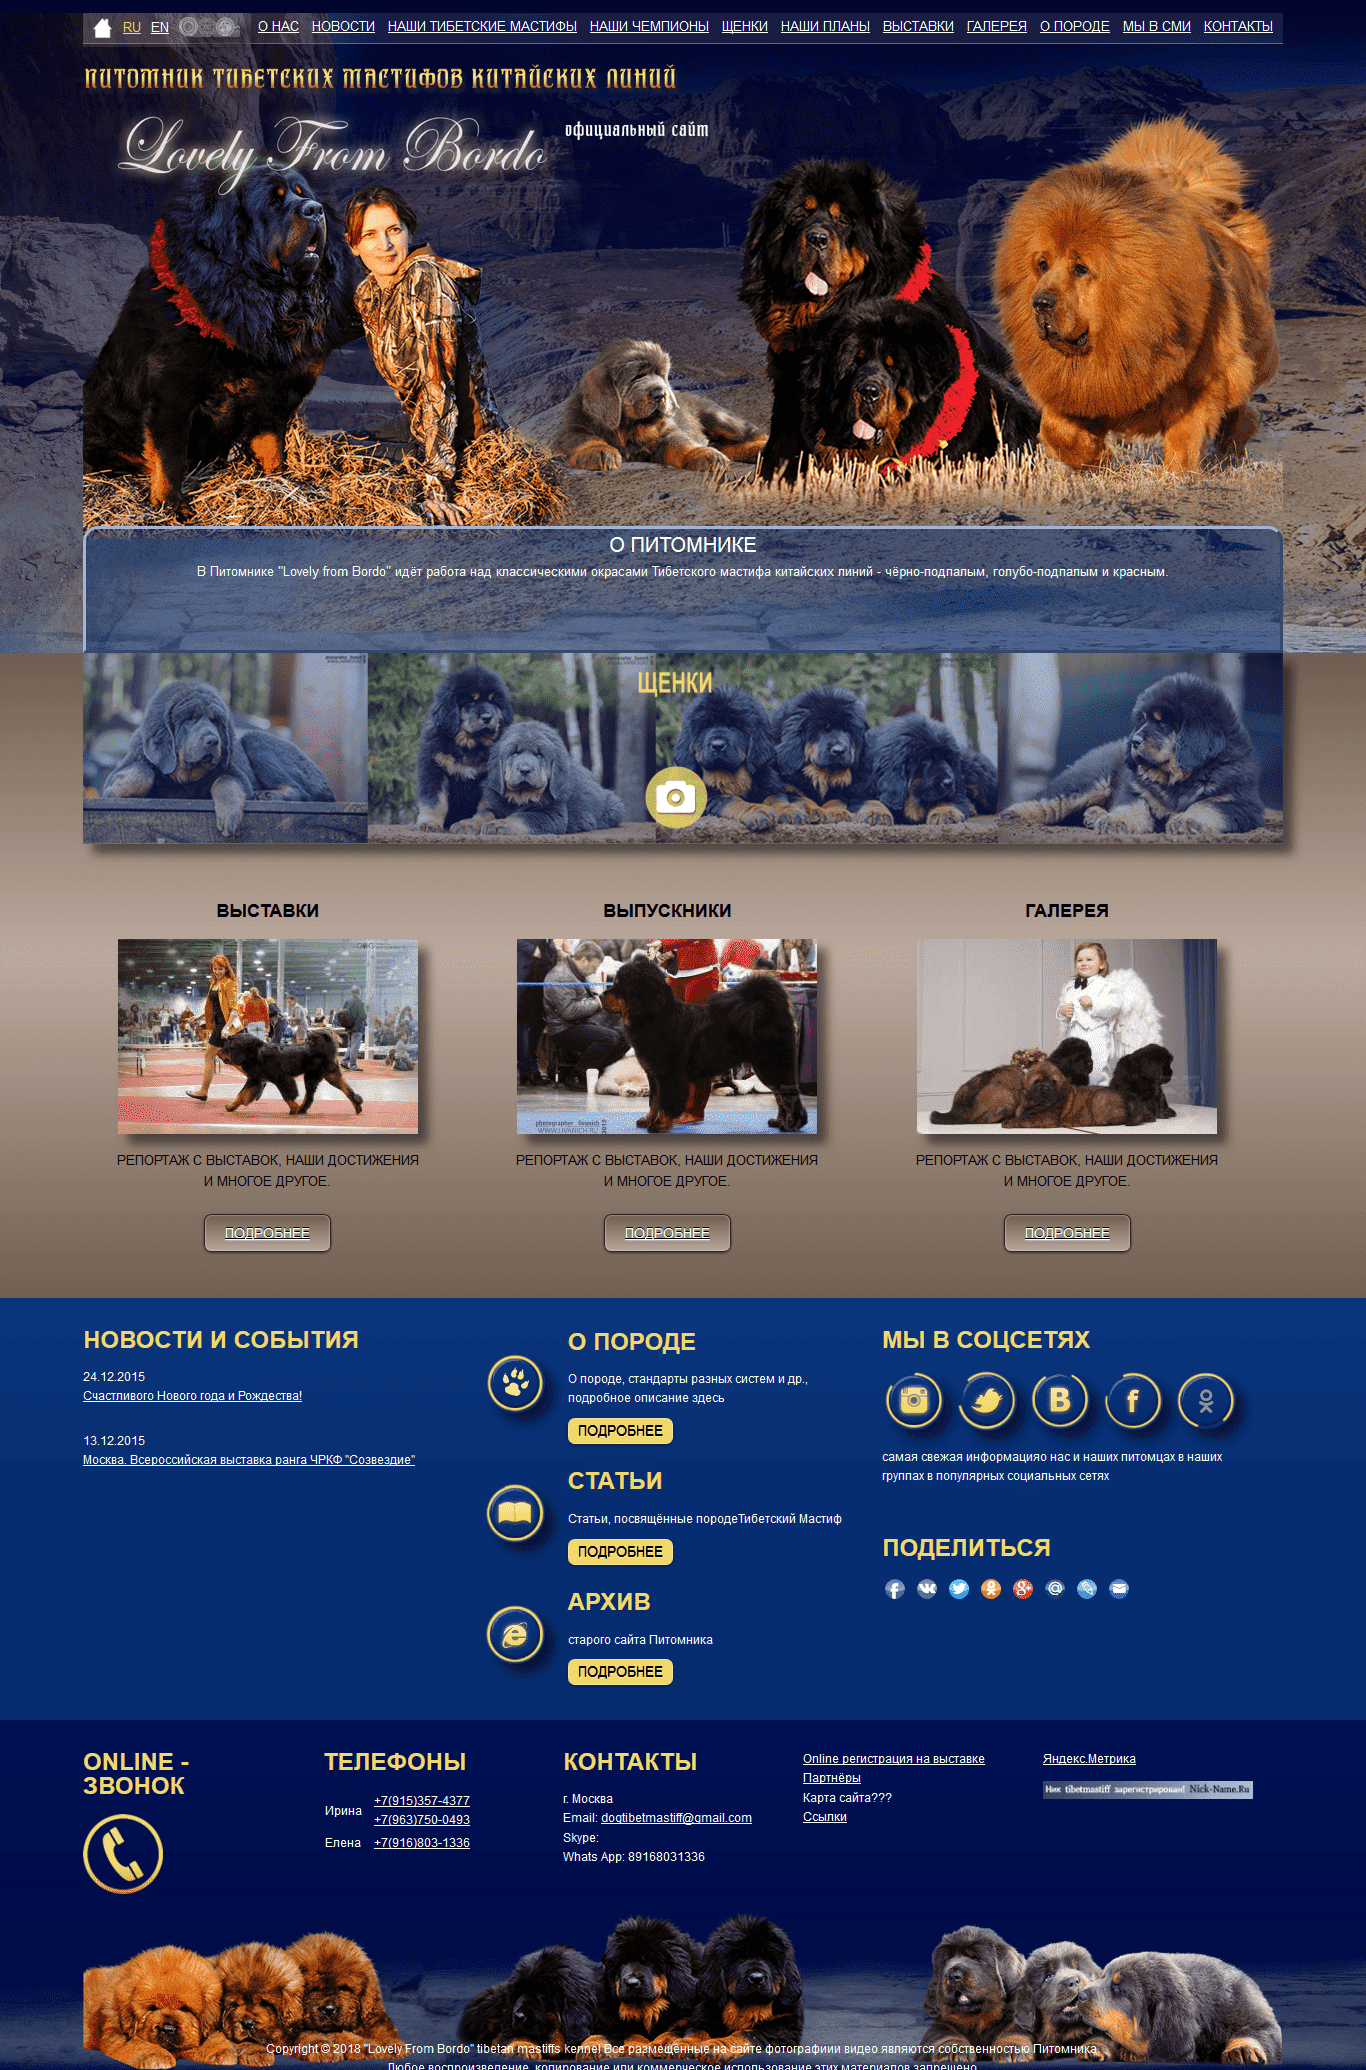 RU EN О НАС НОВОСТИ НАШИ ТИБЕТСКИЕ МАСТИФЫ НАШИ ЧЕМПИОНЫ ЩЕНКИ НАШИ ПЛАНЫ ВЫСТАВКИ ГАЛЕРЕЯ О ПОРОДЕ МЫ В СМИ КОНТАКТЫ
ПИТОМНИК ТИБЕТСКИХ МАСТИФОВ КИТАЙСКИХ ЛИНИЙ
официальный сайт
Lovely From Bordo
О ПИТОМНИКЕ
В Питомнике "Lovely from Bordo" идёт работа над классическими окрасами Тибетского мастифа китайских линий - чёрно-подпалым, голубо-подпалым и красным.
ЩЕНКИ
ВЫСТАВКИ ВЫПУСКНИКИ ГАЛЕРЕЯ
photographer livanich
WWW.LIVANICH.RU 2015
РЕПОРТАЖ С ВЫСТАВОК, НАШИ ДОСТИЖЕНИЯ
И МНОГОЕ ДРУГОЕ.
ПОДРОБНЕЕ
РЕПОРТАЖ С ВЫСТАВОК, НАШИ ДОСТИЖЕНИЯ
И МНОГОЕ ДРУГОЕ.
ПОДРОБНЕЕ
РЕПОРТАЖ С ВЫСТАВОК, НАШИ ДОСТИЖЕНИЯ
И МНОГОЕ ДРУГОЕ.
ПОДРОБНЕЕ
НОВОСТИ И СОБЫТИЯ
24.12.2015
Счастливого Нового года и Рождества!
13.12.2015
Москва. Всероссийская выставка ранга ЧРКФ "Созвездие"
О ПОРОДЕ
О породе, стандарты разных систем и др.,
подробное описание здесь
ПОДРОБНЕЕ
СТАТЬИ
Статьи, посвящённые породеТибетский Мастиф
ПОДРОБНЕЕ
АРХИВ
старого сайта Питомника
ПОДРОБНЕЕ
МЫ В СОЦСЕТЯХ
самая свежая информацияо нас и наших питомцах в наших
группах в популярных социальных сетях
ПОДЕЛИТЬСЯ
ONLINE -
ЗВОНОК
ТЕЛЕФОНЫ
Ирина +7(915)357-4377
+7(963)750-0493
Елена +7(916)803-1336
КОНТАКТЫ
г. Москва
Email: dogtibetmastiff@gmail.com
Skype:
Whats App: 89168031336
Online регистрация на выставке
Партнёры
Карта сайта???
Ссылки
Яндекс.Метрика
Ник tibetmastiff зарегистрирован! Nick-Name.Ru
Copyright © 2018 "Lovely From Bordo" tibetan mastiffs kennel Все размещённые на сайте фотографиии видео являются собственностью Питомника.
Любое воспроизведение, копирование или коммерческое использование этих материалов запрещено.